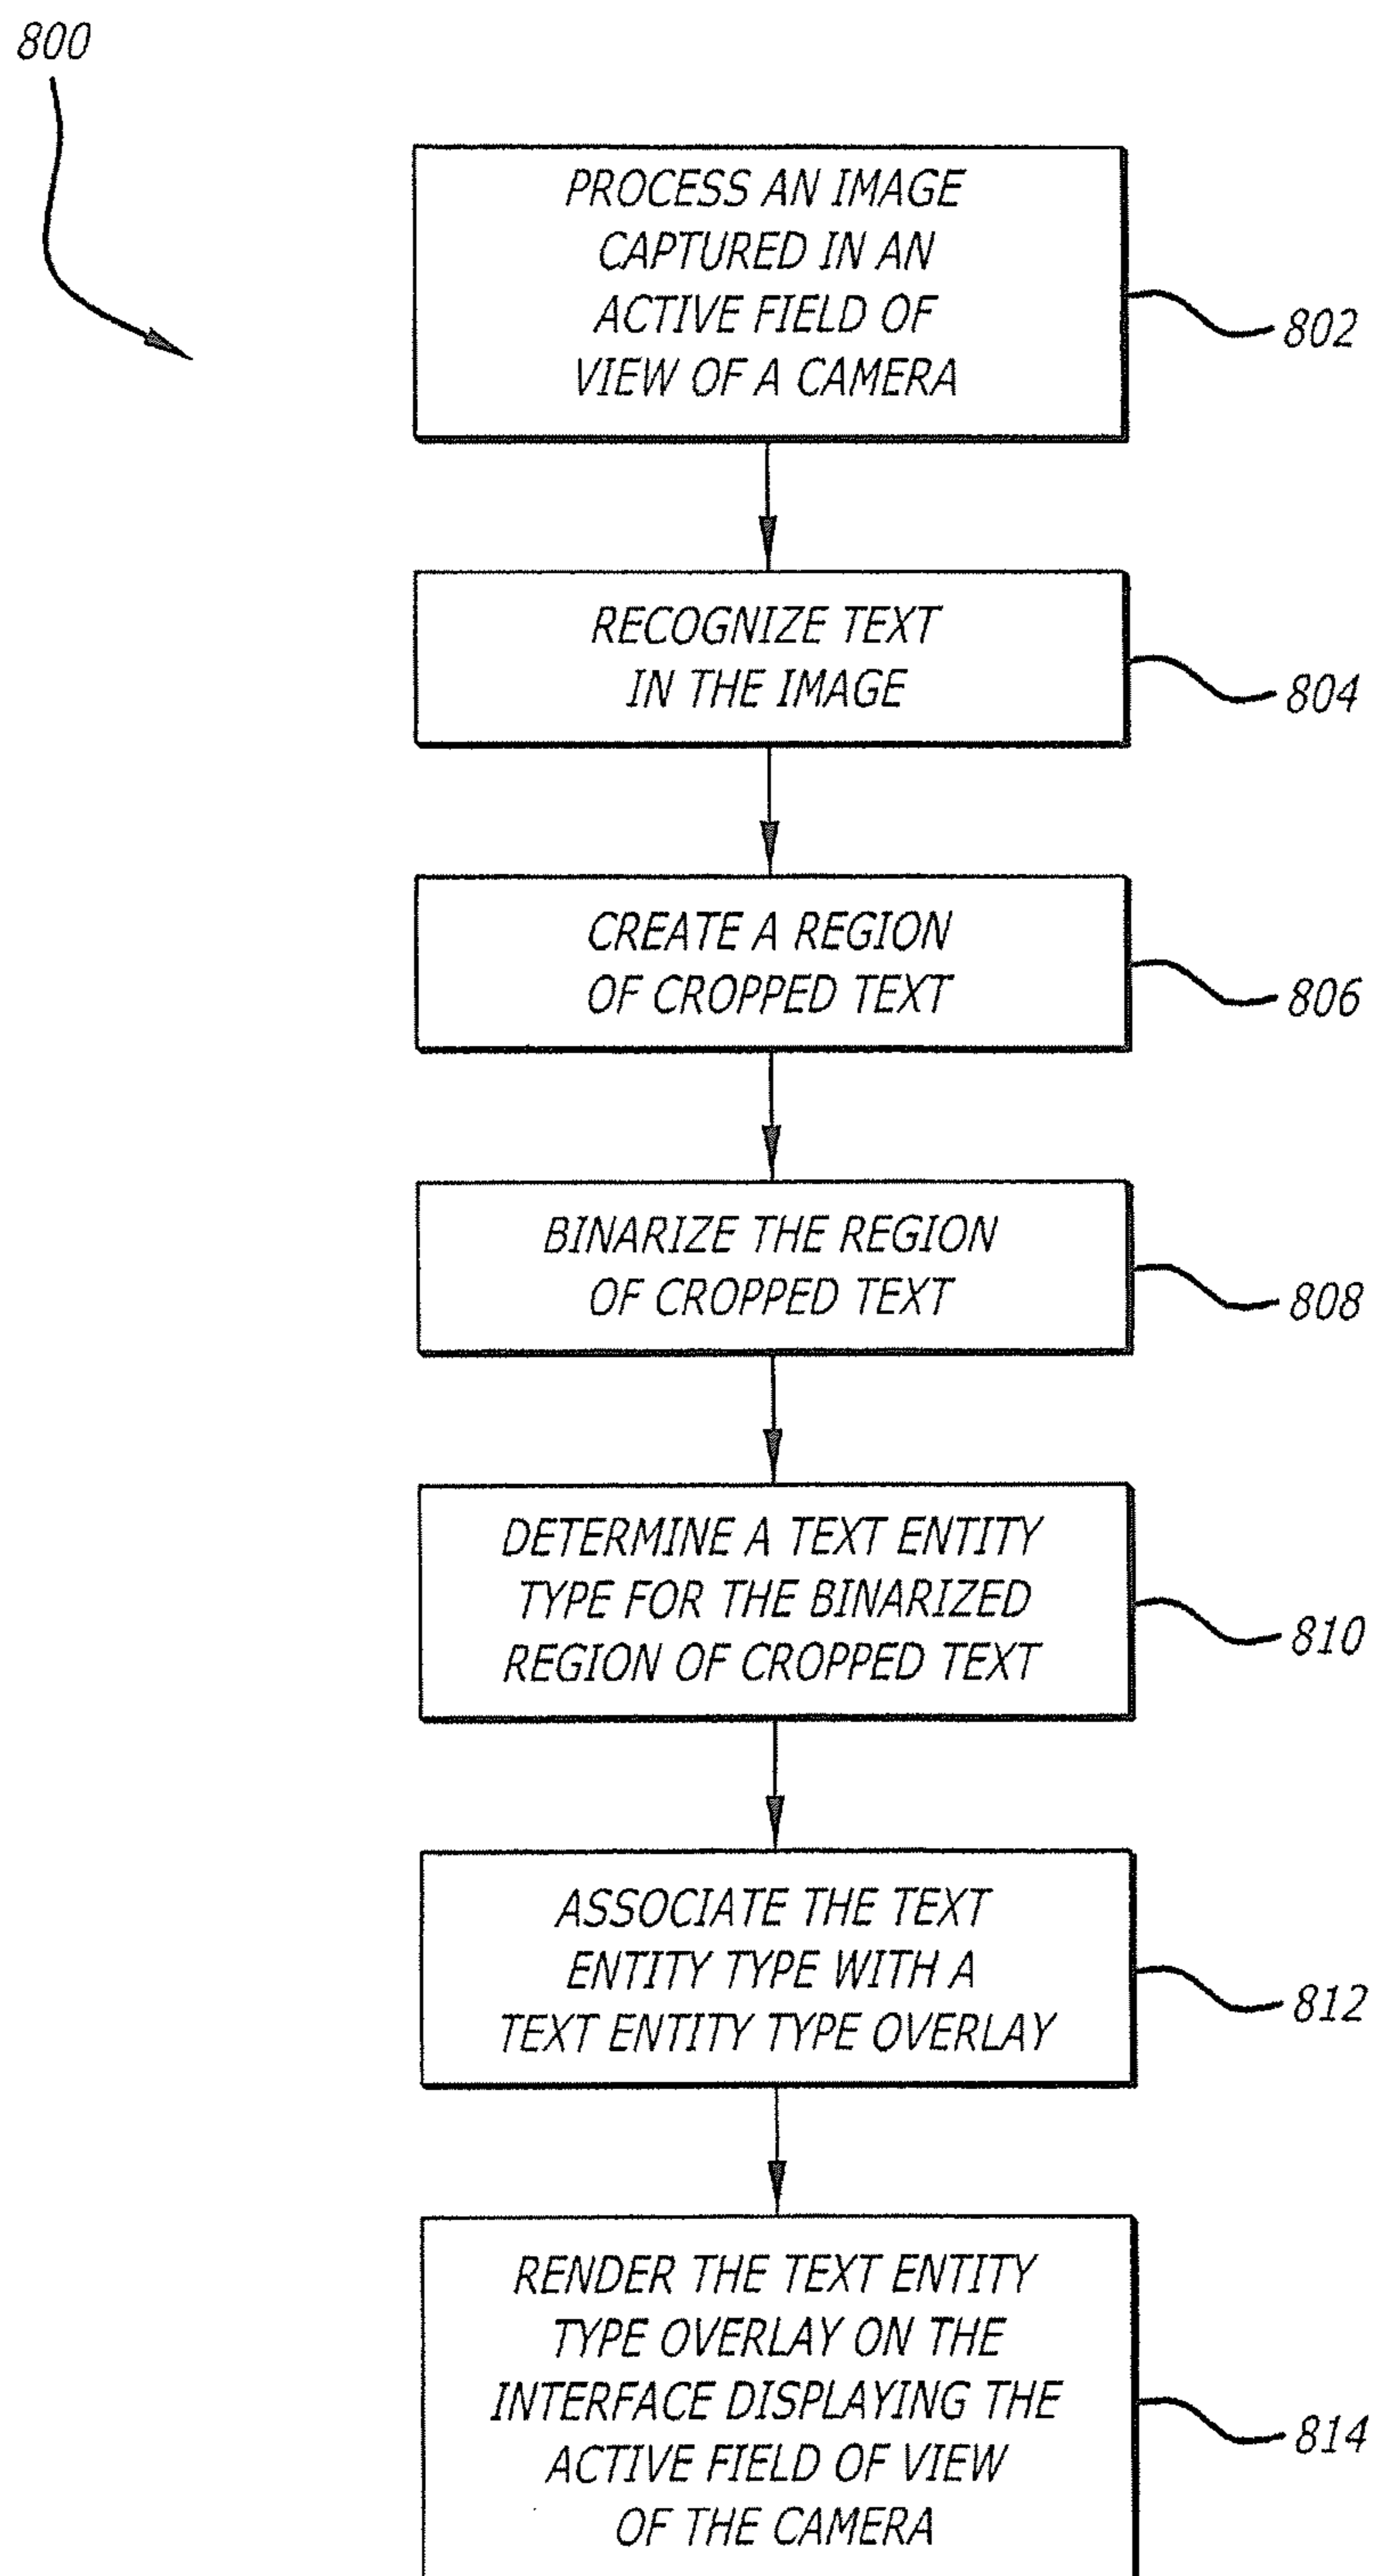 800
PROCESS AN IMAGE
CAPTURED IN AN
ACTIVE FIELD OF
VIEW OF A CAMERA
802
RECOGNIZE TEXT
IN THE IMAGE
804
CREATE A REGION
OF CROPPED TEXT
806
BINARIZE THE REGION
OF CROPPED TEXT
808
DETERMINE A TEXT ENTITY
TYPE FOR THE BINARIZED
REGION OF CROPPED TEXT
810
ASSOCIATE THE TEXT
ENTITY TYPE WITH A
TEXT ENTITY TYPE OVERLAY
812
RENDER THE TEXT ENTITY
TYPE OVERLAY ON THE
INTERFACE DISPLAYING THE
ACTIVE FIELD OF VIEW
OF THE CAMERA
814